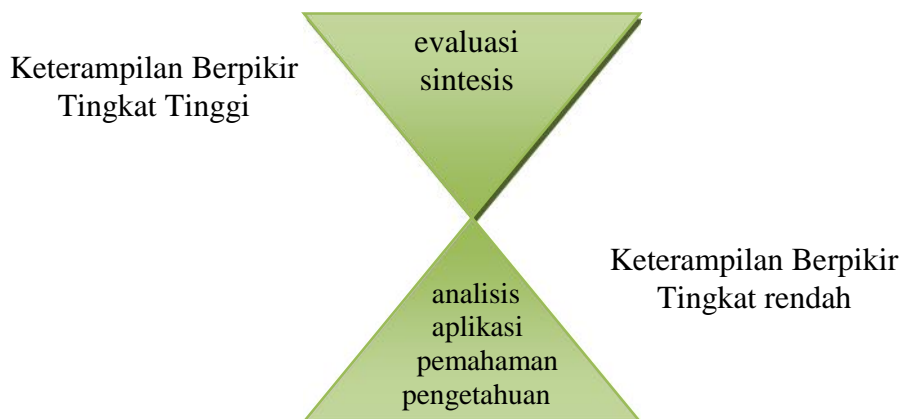 Keterampilan Berpikir
Tingkat Tinggi
evaluasi
sintesis
Keterampilan Berpikir
Tingkat rendah
analisis
aplikasi
pemahaman
pengetahuan